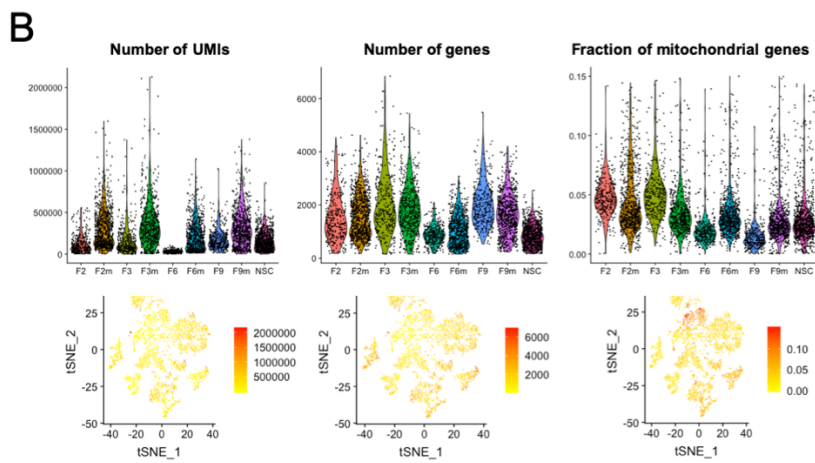 B
Number of UMIs
Number of genes
Fraction of mitochondrial genes
2000000
1500000
1000000
500000
0
F2 F2m F3 F3m F6 F6m F9 F9m NSC
6000
4000
2000
0
F2 F2m F3 F3m F6 F6m F9 F9m NSC
0.15
0.10
0.05
0.00
F2 F2m F3 F3m F6 F6m F9 F9m NSC
tSNE_2
25
0
-25
-50
-40 -20 0 20 40
tSNE_1
2000000
1500000
1000000
500000
tSNE_2
25
0
-25
-50
-40 -20 0 20 40
tSNE_1
6000
4000
2000
tSNE_2
25
0
-25
-50
-40 -20 0 20 40
tSNE_1
0.10
0.05
0.00